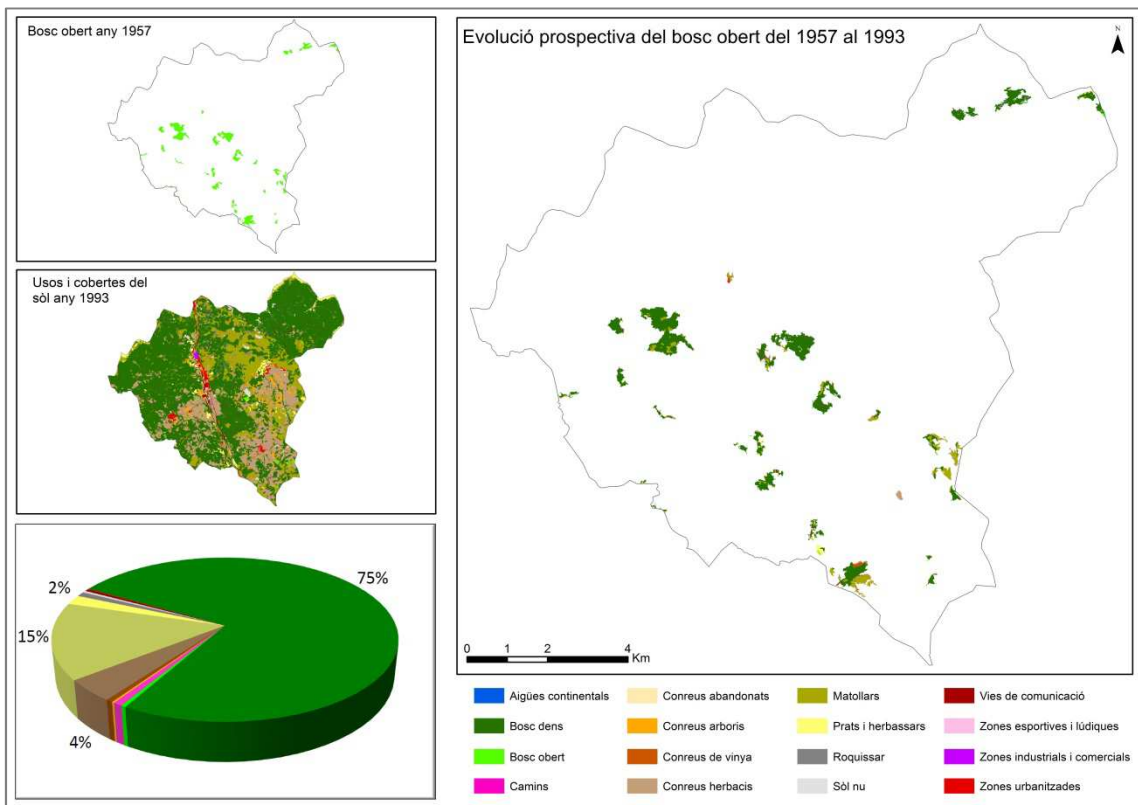 Bosc obert any 1957
Usos i cobertes del
sòl any 1993
75%
2%
15%
4%
Evolució prospectiva del bosc obert del 1957 al 1993
N
0 1 2 4
Km
Aigües continentals
Bosc dens
Bosc obert
Camins
Conreus abandonats
Conreus arboris
Conreus de vinya
Conreus herbacis
Matollars
Prats i herbassars
Roquissar
Sòl nu
Vies de comunicació
Zones esportives i lúdiques
Zones industrials i comercials
Zones urbanitzades